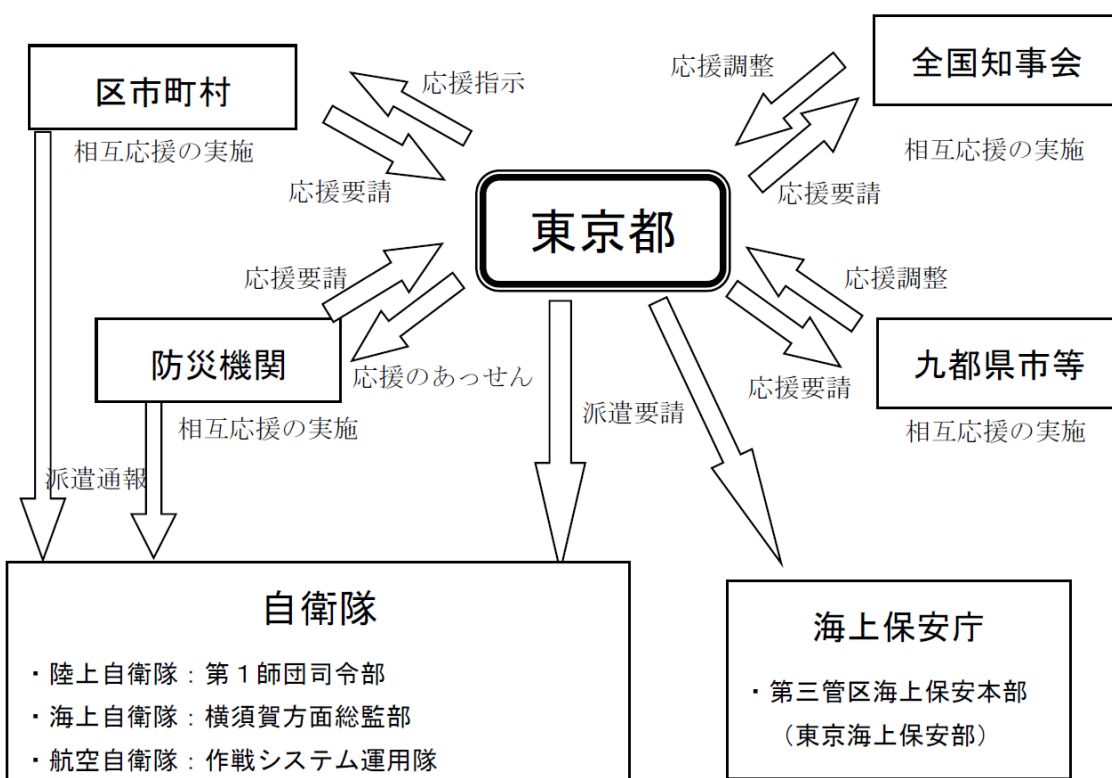 区市町村
応援指示
応援調整
全国知事会
相互応援の実施
応援要請
東京都
応援要請
相互応援の実施
応援要請
応援調整
防災機関
応援のあっせん
応援要請
九都県市等
相互応援の実施
派遣要請
相互応援の実施
派遣通報
自衛隊
・陸上自衛隊：第１師団司令部
・海上自衛隊：横須賀方面総監部
・航空自衛隊：作戦システム運用隊
海上保安庁
・第三管区海上保安本部
（東京海上保安部）